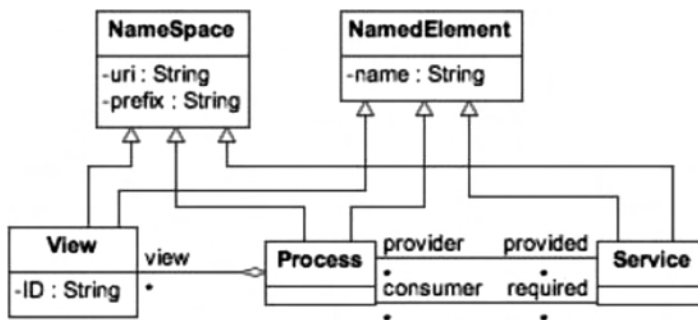 NameSpace
-uri : String
-prefix : String
NamedElement
-name : String
View
-ID : String
view
*
Process
provider
provided
*
*
consumer
required
*
*
Service